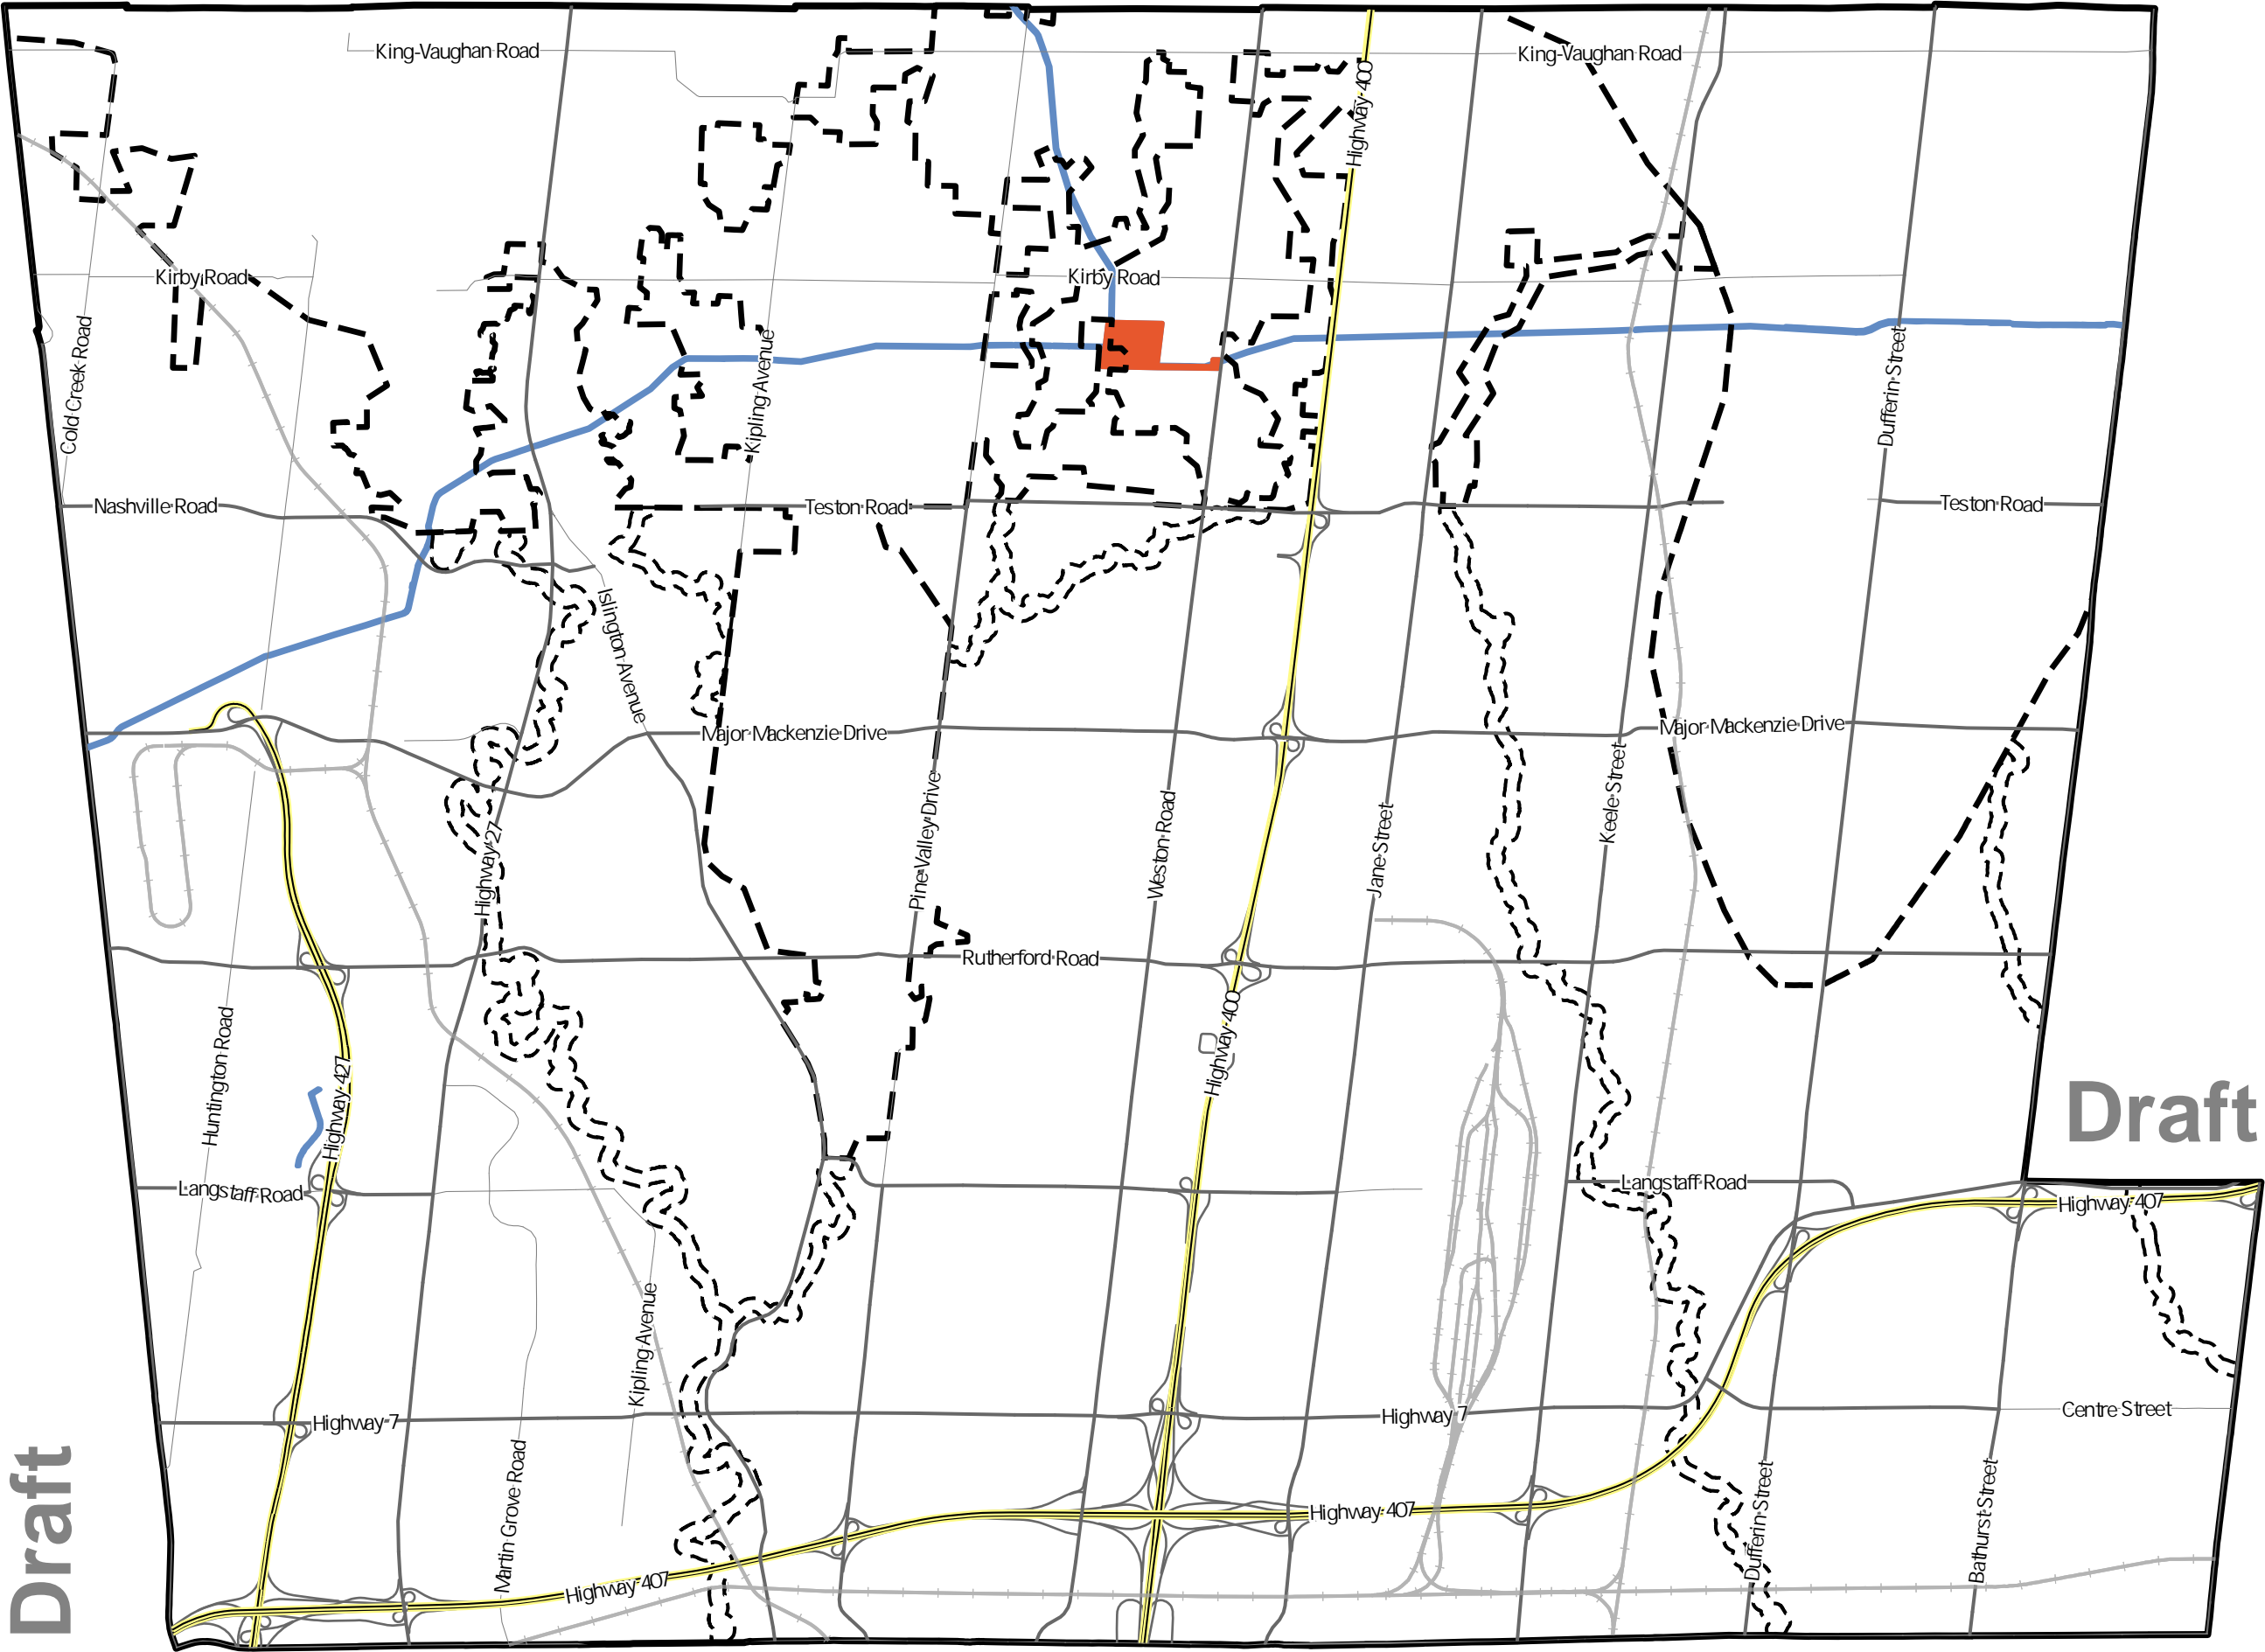 King-Vaughan Road
King-Vaughan Road
Highway 400
Kirby Road
Kirby Road
Cold Creek Road
Kipling Avenue
Dufferin Street
Nashville Road
Teston Road
Teston Road
Islington Avenue
Major Mackenzie Drive
Major Mackenzie Drive
Keele Street
Pine Valley Drive
Weston Road
Jane Street
Highway 27
Rutherford Road
Highway 400
Huntington Road
Highway 427
Draft
Langstaff Road
Langstaff Road
Highway 407
Kipling Avenue
Highway 7
Highway 7
Centre Street
Draft
Martin Grove Road
Highway 407
Dufferin Street
Bathurst Street
Highway 407